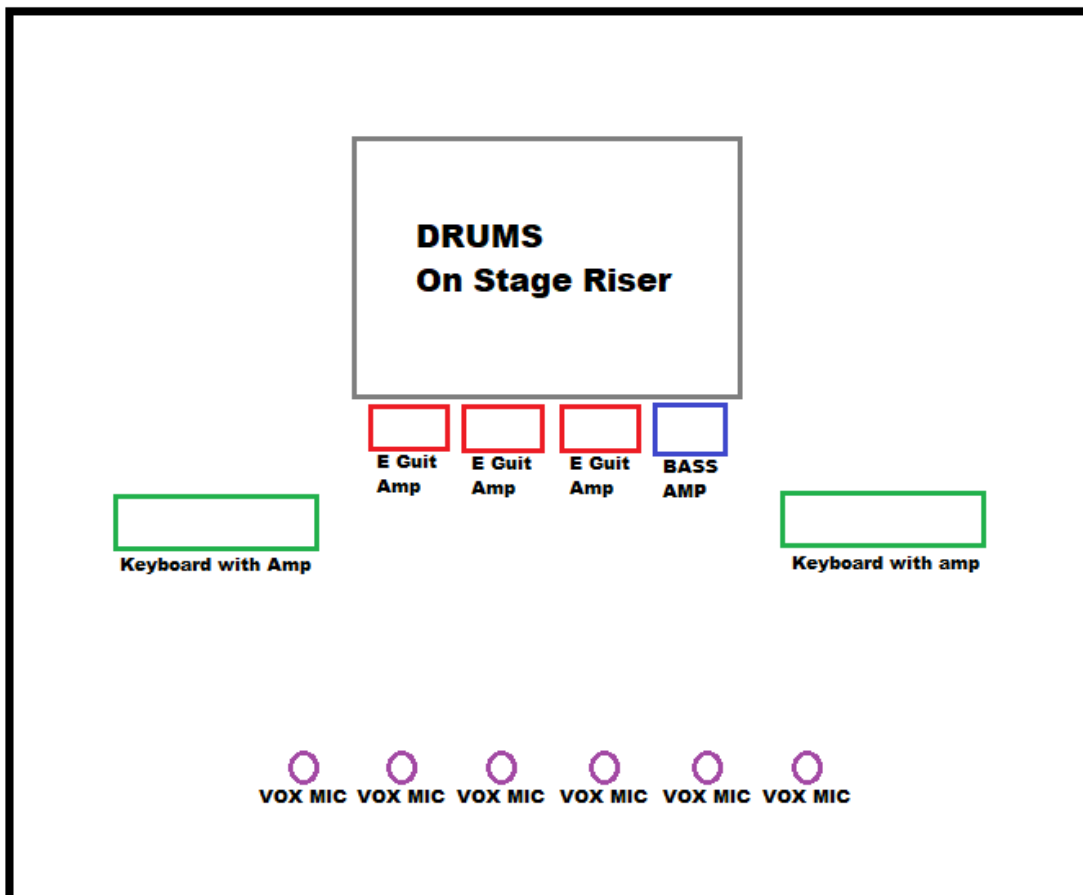 DRUMS
On Stage Riser
E Guit
Amp
E Guit
Amp
E Guit
Amp
BASS
AMP
Keyboard with Amp
Keyboard with amp
VOX MIC
VOX MIC
VOX MIC
VOX MIC
VOX MIC
VOX MIC